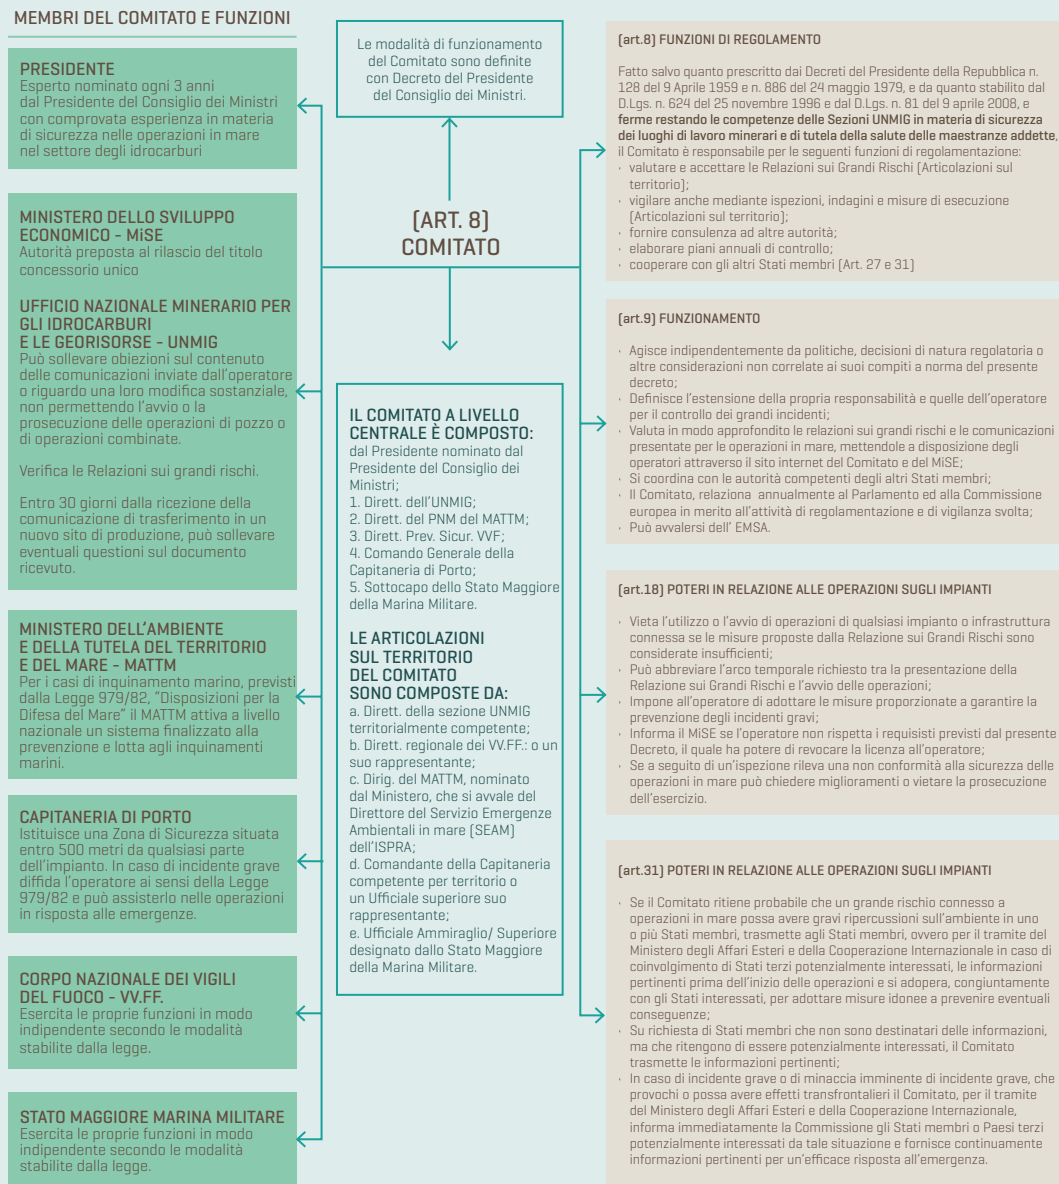 MEMBRI DEL COMITATO E FUNZIONI
PRESIDENTE
Esperto nominato ogni 3 anni
dal Presidente del Consiglio dei Ministri
con comprovata esperienza in materia
di sicurezza nelle operazioni in mare
nel settore degli idrocarburi
MINISTERO DELLO SVILUPPO
ECONOMICO - MiSE
Autorità preposta al rilascio del titolo
concessorio unico
UFFICIO NAZIONALE MINERARIO PER
GLI IDROCARBURI
E LE GEORISORSE - UNMIG
Può sollevare obiezioni sul contenuto
delle comunicazioni inviate dall'operatore
o riguardo una loro modifica sostanziale,
non permettendo l'avvio o la
prosecuzione delle operazioni di pozzo o
di operazioni combinate.
Verifica le Relazioni sui grandi rischi.
Entro 30 giorni dalla ricezione della
comunicazione di trasferimento in un
nuovo sito di produzione, può sollevare
eventuali questioni sul documento
ricevuto.
MINISTERO DELL'AMBIENTE
E DELLA TUTELA DEL TERRITORIO
E DEL MARE - MATTM
Per i casi di inquinamento marino, previsti
dalla Legge 979/82, "Disposizioni per la
Difesa del Mare" il MATTM attiva a livello
nazionale un sistema finalizzato alla
prevenzione e lotta agli inquinamenti
marini.
CAPITANERIA DI PORTO
Istituisce una Zona di Sicurezza situata
entro 500 metri da qualsiasi parte
dell'impianto. In caso di incidente grave
diffida l'operatore ai sensi della Legge
979/82 e può assisterlo nelle operazioni
in risposta alle emergenze.
CORPO NAZIONALE DEI VIGILI
DEL FUOCO - VV.FF.
Esercita le proprie funzioni in modo
indipendente secondo le modalità
stabilite dalla legge.
STATO MAGGIORE MARINA MILITARE
Esercita le proprie funzioni in modo
indipendente secondo le modalità
stabilite dalla legge.
Le modalità di funzionamento
del Comitato sono definite
con Decreto del Presidente
del Consiglio dei Ministri.
(ART. 8)
COMITATO
IL COMITATO A LIVELLO
CENTRALE È COMPOSTO:
dal Presidente nominato dal
Presidente del Consiglio dei
Ministri;
1. Dirett. dell'UNMIG;
2. Dirett. del PNM del MATTM;
3. Dirett. Prev. Sicur. VVF;
4. Comando Generale della
Capitaneria di Porto;
5. Sottocapo dello Stato Maggiore
della Marina Militare.
LE ARTICOLAZIONI
SUL TERRITORIO
DEL COMITATO
SONO COMPOSTE DA:
a. Dirett. della sezione UNMIG
territorialmente competente;
b. Dirett. regionale dei VV.FF.: o un
suo rappresentante;
c. Dirig. del MATTM, nominato
dal Ministero, che si avvale del
Direttore del Servizio Emergenze
Ambientali in mare (SEAM)
dell'ISPRA;
d. Comandante della Capitaneria
competente per territorio o
un Ufficiale superiore suo
rappresentante;
e. Ufficiale Ammiraglio/ Superiore
designato dallo Stato Maggiore
della Marina Militare.
(art.8) FUNZIONI DI REGOLAMENTO
Fatto salvo quanto prescritto dai Decreti del Presidente della Repubblica n.
128 del 9 Aprile 1959 e n. 886 del 24 maggio 1979, e da quanto stabilito dal
D.Lgs. n. 624 del 25 novembre 1996 e dal D.Lgs. n. 81 del 9 aprile 2008, e
ferme restando le competenze delle Sezioni UNMIG in materia di sicurezza
dei luoghi di lavoro minerari e di tutela della salute delle maestranze addette,
il Comitato è responsabile per le seguenti funzioni di regolamentazione:
· valutare e accettare le Relazioni sui Grandi Rischi (Articolazioni sul
territorio);
· vigilare anche mediante ispezioni, indagini e misure di esecuzione
(Articolazioni sul territorio);
· fornire consulenza ad altre autorità;
· elaborare piani annuali di controllo;
· cooperare con gli altri Stati membri (Art. 27 e 31)
(art.9) FUNZIONAMENTO
· Agisce indipendentemente da politiche, decisioni di natura regolatoria o
altre considerazioni non correlate ai suoi compiti a norma del presente
decreto;
· Definisce l'estensione della propria responsabilità e quelle dell'operatore
per il controllo dei grandi incidenti;
· Valuta in modo approfondito le relazioni sui grandi rischi e le comunicazioni
presentate per le operazioni in mare, mettendole a disposizione degli
operatori attraverso il sito internet del Comitato e del MiSE;
· Si coordina con le autorità competenti degli altri Stati membri;
· Il Comitato, relaziona annualmente al Parlamento ed alla Commissione
europea in merito all'attività di regolamentazione e di vigilanza svolta;
· Può avvalersi dell' EMSA.
(art.18) POTERI IN RELAZIONE ALLE OPERAZIONI SUGLI IMPIANTI
· Vieta l'utilizzo o l'avvio di operazioni di qualsiasi impianto o infrastruttura
connessa se le misure proposte dalla Relazione sui Grandi Rischi sono
considerate insufficienti;
· Può abbreviare l'arco temporale richiesto tra la presentazione della
Relazione sui Grandi Rischi e l'avvio delle operazioni;
· Impone all'operatore di adottare le misure proporzionate a garantire la
prevenzione degli incidenti gravi;
· Informa il MiSE se l'operatore non rispetta i requisisti previsti dal presente
Decreto, il quale ha potere di revocare la licenza all'operatore;
· Se a seguito di un'ispezione rileva una non conformità alla sicurezza delle
operazioni in mare può chiedere miglioramenti o vietare la prosecuzione
dell'esercizio.
(art.31) POTERI IN RELAZIONE ALLE OPERAZIONI SUGLI IMPIANTI
· Se il Comitato ritiene probabile che un grande rischio connesso a
operazioni in mare possa avere gravi ripercussioni sull'ambiente in uno
o più Stati membri, trasmette agli Stati membri, ovvero per il tramite del
Ministero degli Affari Esteri e della Cooperazione Internazionale in caso di
coinvolgimento di Stati terzi potenzialmente interessati, le informazioni
pertinenti prima dell'inizio delle operazioni e si adopera, congiuntamente
con gli Stati interessati, per adottare misure idonee a prevenire eventuali
conseguenze;
· Su richiesta di Stati membri che non sono destinatari delle informazioni,
ma che ritengono di essere potenzialmente interessati, il Comitato
trasmette le informazioni pertinenti;
· In caso di incidente grave o di minaccia imminente di incidente grave, che
provochi o possa avere effetti transfrontalieri il Comitato, per il tramite
del Ministero degli Affari Esteri e della Cooperazione Internazionale,
informa immediatamente la Commissione gli Stati membri o Paesi terzi
potenzialmente interessati da tale situazione e fornisce continuamente
informazioni pertinenti per un'efficace risposta all'emergenza.